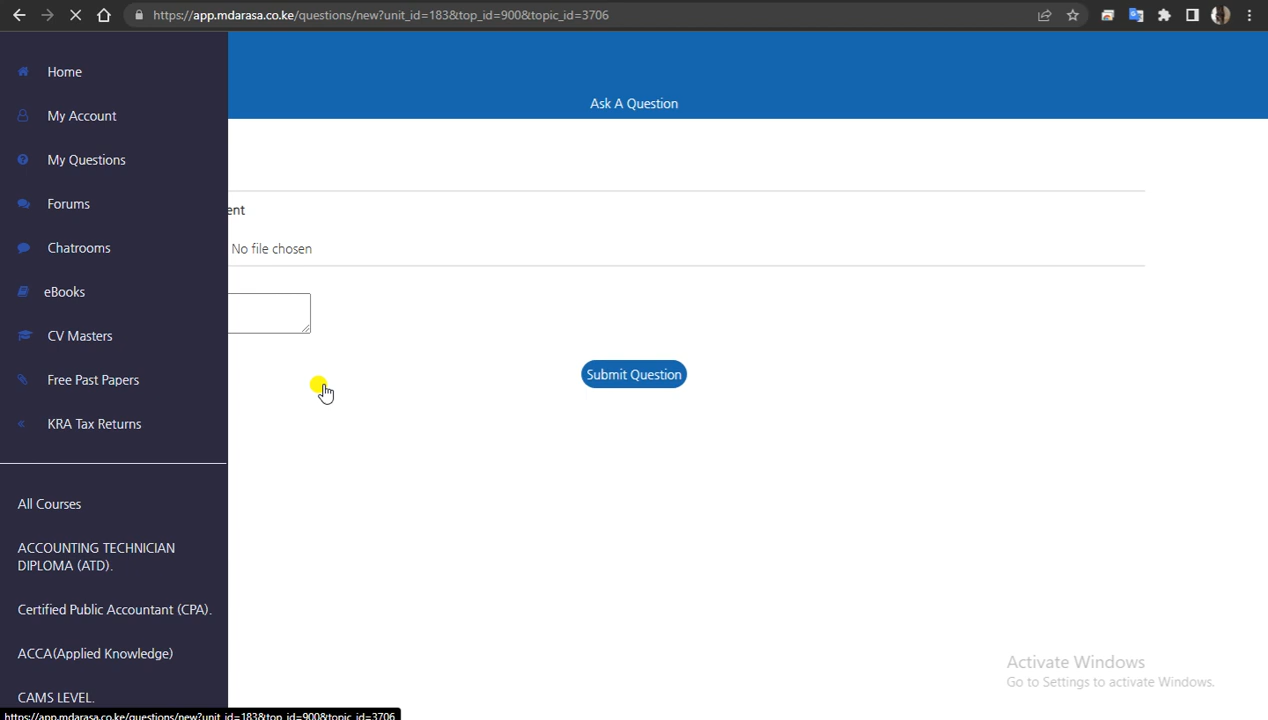 https://app.mdarasa.co.ke/questions/new?unit_id=183&top_id=900&topic_id=3706
Home
My Account
My Questions
Forums
Chatrooms
eBooks
CV Masters
Free Past Papers
KRA Tax Returns
All Courses
ACCOUNTING TECHNICIAN
DIPLOMA (ATD).
Certified Public Accountant (CPA).
ACCA(Applied Knowledge)
CAMS LEVEL.
https://app.mdarasa.co.ke/questions/new?unit_id=183&top_id=900&topic_id=3706
Ask A Question
ent
No file chosen
Submit Question
Activate Windows
Go to Settings to activate Windows.